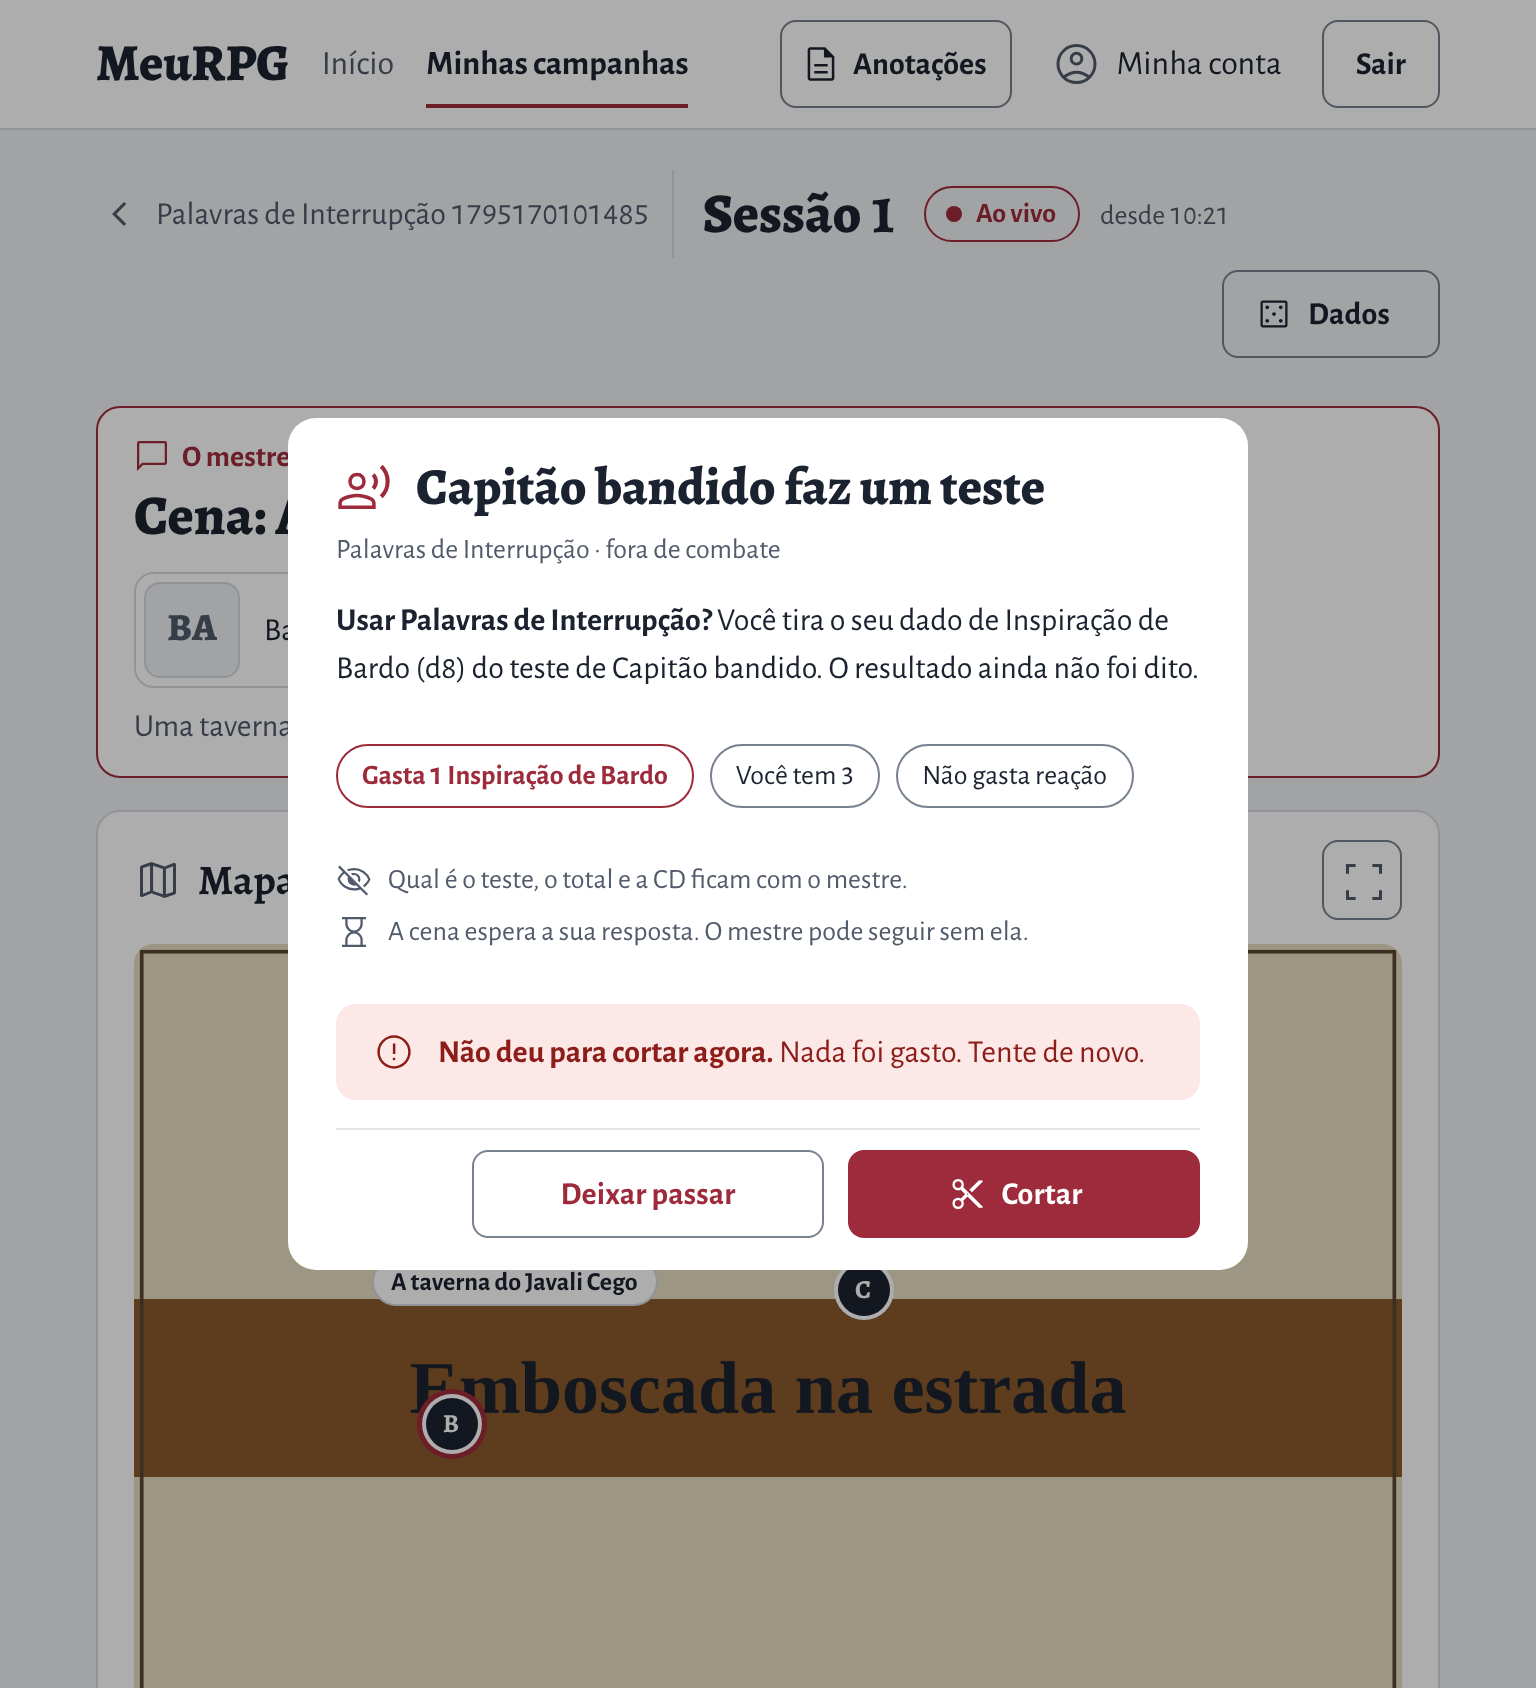 MeuRPG
Início
Minhas campanhas
Anotações
Minha conta
Sair
Palavras de Interrupção 1795170101485
Sessão 1
Ao vivo
desde 10:21
Dados
O mestre
Cena:
BA
Uma taverna
Mapa
Capitão bandido faz um teste
Palavras de Interrupção · fora de combate
Usar Palavras de Interrupção? Você tira o seu dado de Inspiração de
Bardo (d8) do teste de Capitão bandido. O resultado ainda não foi dito.
Gasta 1 Inspiração de Bardo
Você tem 3
Não gasta reação
Qual é o teste, o total e a CD ficam com o mestre.
A cena espera a sua resposta. O mestre pode seguir sem ela.
Não deu para cortar agora. Nada foi gasto. Tente de novo.
Deixar passar
Cortar
A taverna do Javali Cego
C
Emboscada na estrada
B